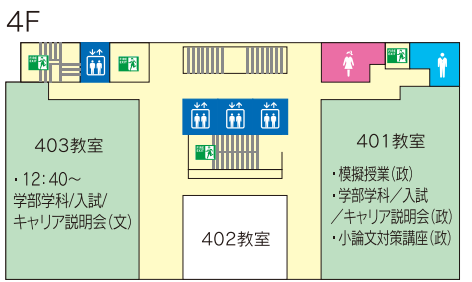 4F
403教室
・12:40～
学部学科/入試/
キャリア説明会(文)
401教室
・模擬授業(政)
・学部学科／入試
／キャリア説明会(政)
・小論文対策講座(政)
402教室